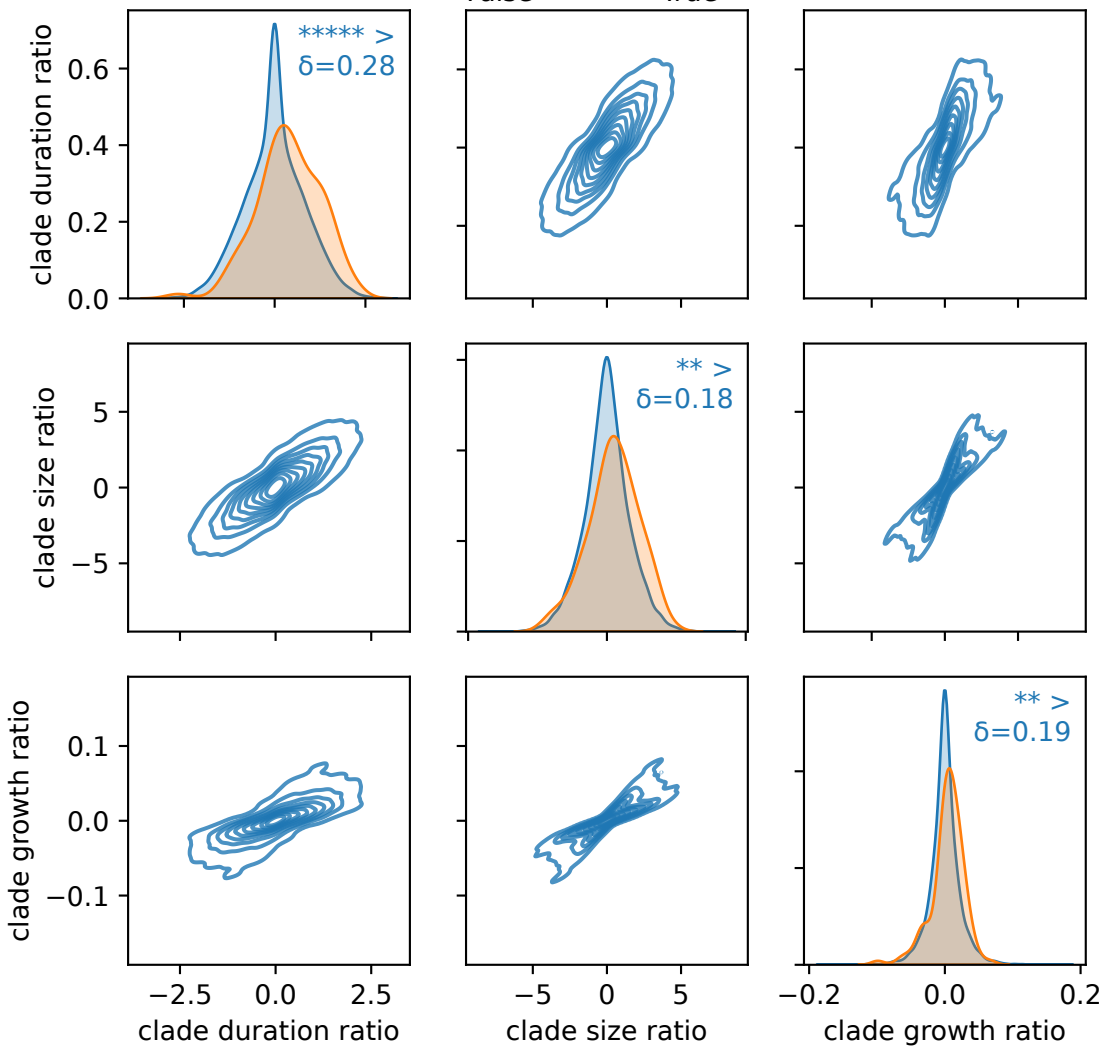 clade duration ratio
0.6
0.4
0.2
0.0
***** >
δ=0.28
clade size ratio
5
0
−5
** >
δ=0.18
clade growth ratio
0.1
0.0
−0.1
** >
δ=0.19
−2.5 0.0 2.5
clade duration ratio
−5 0 5
clade size ratio
−0.2 0.0 0.2
clade growth ratio